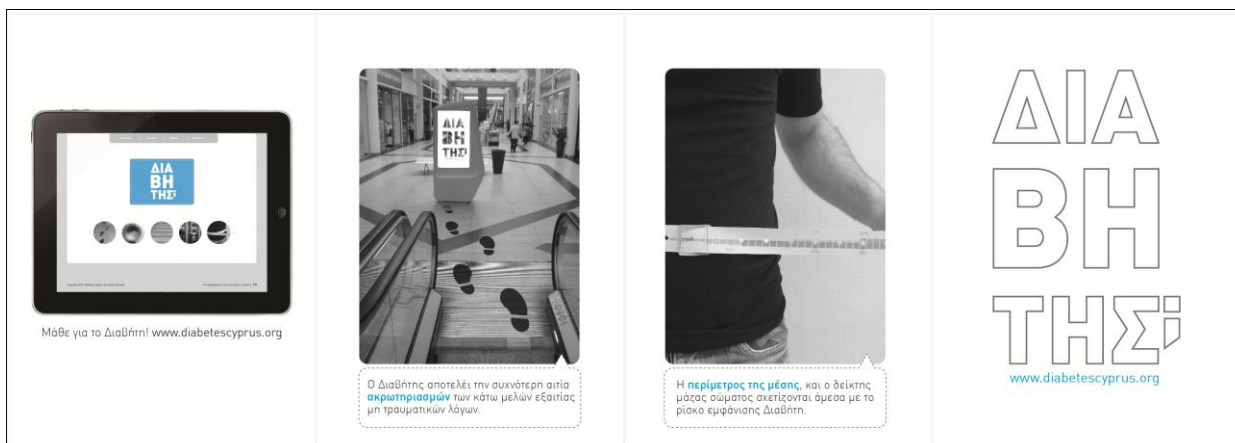 ΔΙΑ
ΒΗ
ΤΗΣ;
Μάθε για το Διαβήτη! www.diabetescyprus.org
ΔΙΑ
ΒΗ
ΤΗΣ;
Ο Διαβήτης αποτελέι την συχνότερη αιτία
ακρωτηριασμών των κάτω μελών εξαιτίας
μη τραυματικών λόγων.
Η περίμετρος της μέσης, και ο δείκτης
μάζας σώματος σχετίζονται άμεσα με το
ρίσκο εμφάνισης Διαβήτη.
ΔΙΑ
ΒΗ
ΤΗΣ;
www.diabetescyprus.org